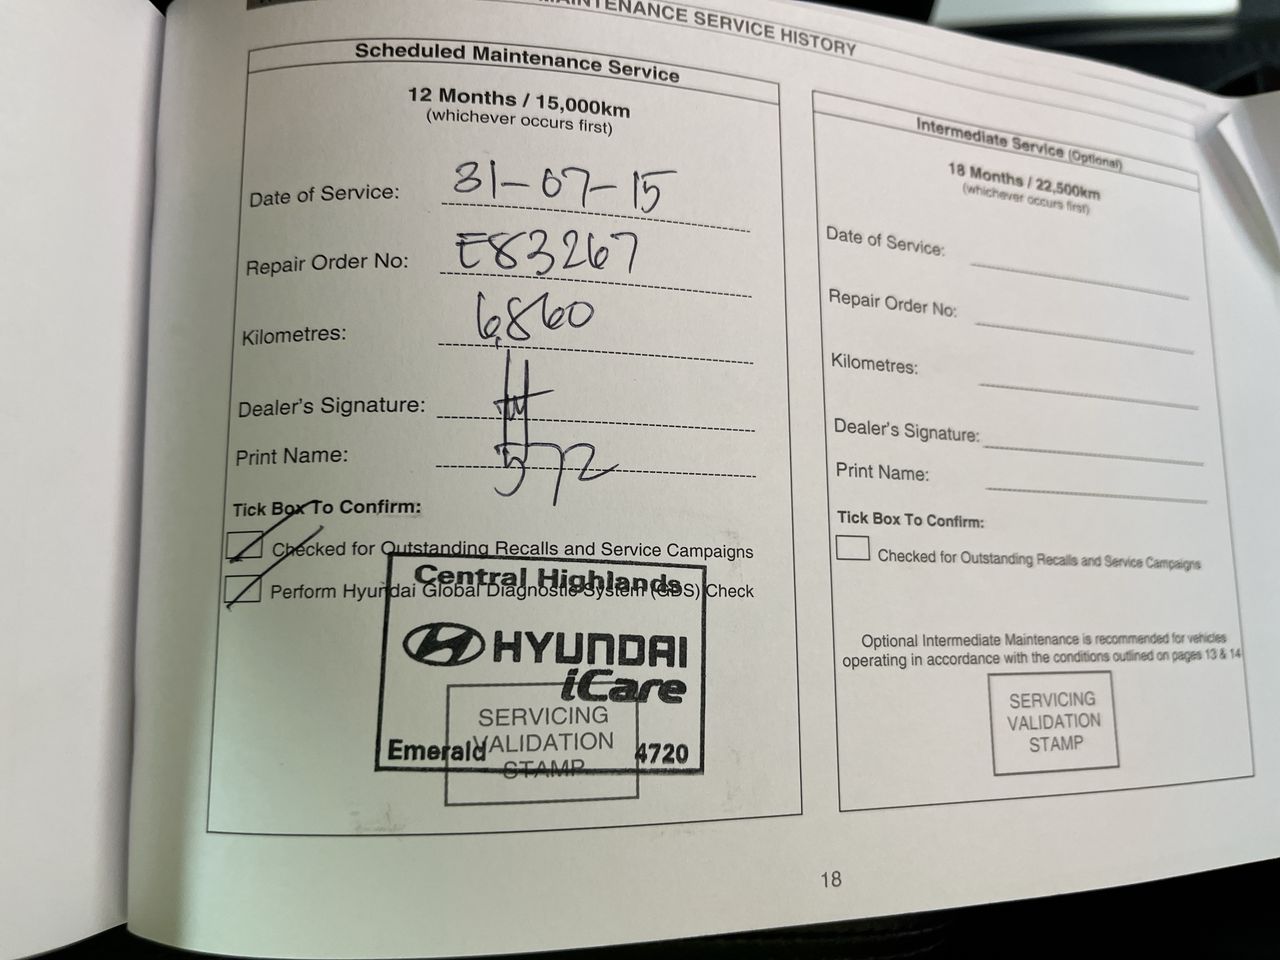 MAINTENANCE SERVICE HISTORY
Scheduled Maintenance Service
12 Months / 15,000km
(whichever occurs first)
Date of Service: 31-07-15
Repair Order No: E83267
Kilometres: 6,860
Dealer's Signature:
Print Name: 572
Tick Box To Confirm:
Checked for Outstanding Recalls and Service Campaigns
Perform Hyundai Global Diagnostic System (GDS) Check
Central Highlands
HYUNDAI
iCare
SERVICING
VALIDATION
STAMP
Emerald 4720
Intermediate Service (Optional)
18 Months / 22,500km
(whichever occurs first)
Date of Service:
Repair Order No:
Kilometres:
Dealer's Signature:
Print Name:
Tick Box To Confirm:
Checked for Outstanding Recalls and Service Campaigns
Optional Intermediate Maintenance is recommended for vehicles
operating in accordance with the conditions outlined on pages 13 & 14
SERVICING
VALIDATION
STAMP
18